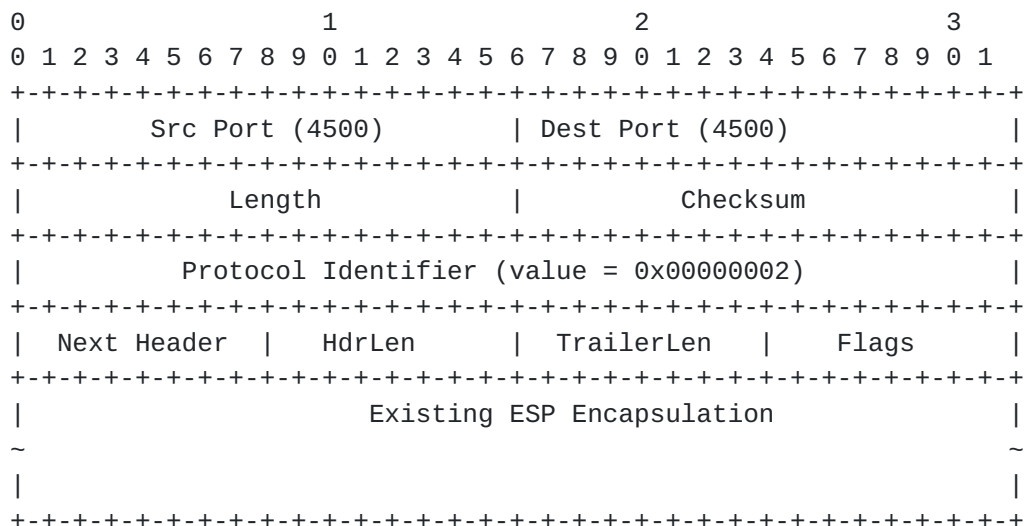 0                   1                   2                   3
0 1 2 3 4 5 6 7 8 9 0 1 2 3 4 5 6 7 8 9 0 1 2 3 4 5 6 7 8 9 0 1
+-+-+-+-+-+-+-+-+-+-+-+-+-+-+-+-+-+-+-+-+-+-+-+-+-+-+-+-+-+-+-+-+
|        Src Port (4500)        | Dest Port (4500)              |
+-+-+-+-+-+-+-+-+-+-+-+-+-+-+-+-+-+-+-+-+-+-+-+-+-+-+-+-+-+-+-+-+
|             Length            |          Checksum             |
+-+-+-+-+-+-+-+-+-+-+-+-+-+-+-+-+-+-+-+-+-+-+-+-+-+-+-+-+-+-+-+-+
|          Protocol Identifier (value = 0x00000002)             |
+-+-+-+-+-+-+-+-+-+-+-+-+-+-+-+-+-+-+-+-+-+-+-+-+-+-+-+-+-+-+-+-+
|  Next Header  |   HdrLen      |  TrailerLen   |    Flags      |
+-+-+-+-+-+-+-+-+-+-+-+-+-+-+-+-+-+-+-+-+-+-+-+-+-+-+-+-+-+-+-+-+
|                      Existing ESP Encapsulation               |
~                                                               ~
|                                                               |
+-+-+-+-+-+-+-+-+-+-+-+-+-+-+-+-+-+-+-+-+-+-+-+-+-+-+-+-+-+-+-+-+